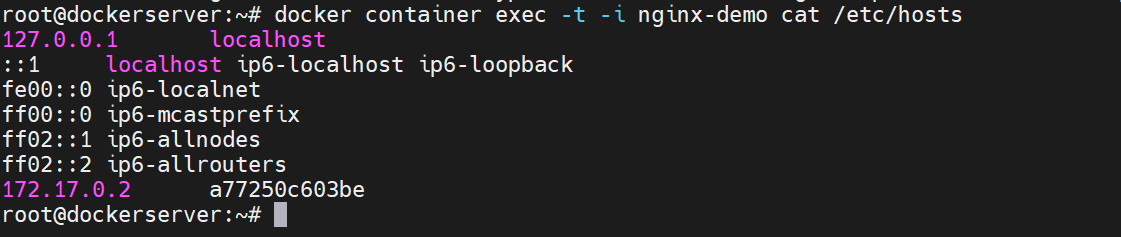 root@dockerserver:~# docker container exec -t -i nginx-demo cat /etc/hosts
127.0.0.1       localhost
::1     localhost ip6-localhost ip6-loopback
fe00::0 ip6-localnet
ff00::0 ip6-mcastprefix
ff02::1 ip6-allnodes
ff02::2 ip6-allrouters
172.17.0.2      a77250c603be
root@dockerserver:~#